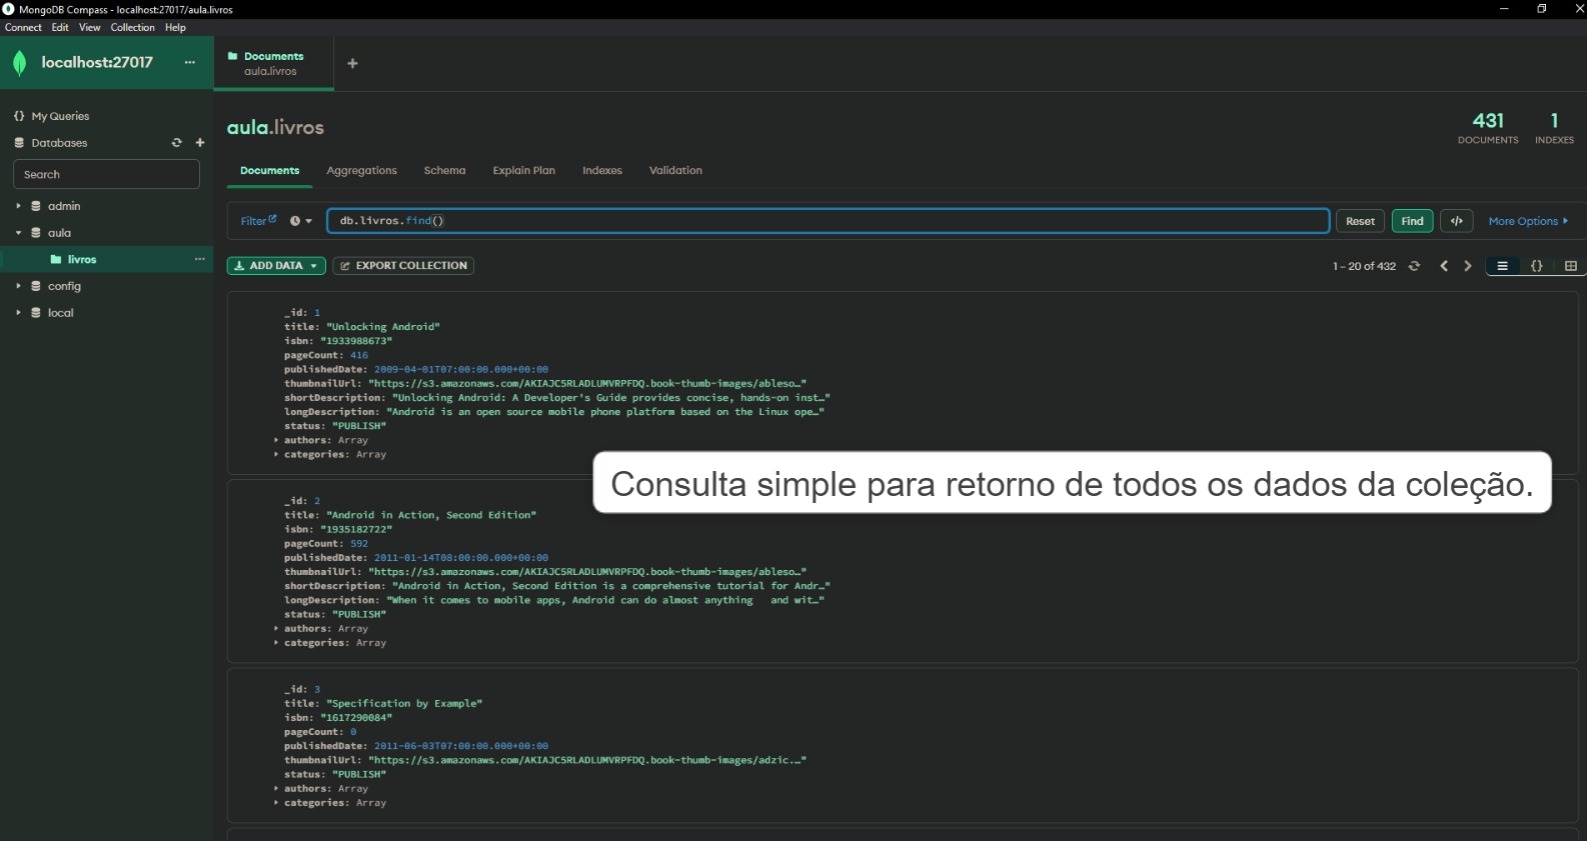 MongoDB Compass - localhost:27017/aula.livros
Connect Edit View Collection Help
localhost:27017 ...
Documents
aula.livros
My Queries
Databases
Search
admin
aula
livros ...
config
local
aula.livros
431
DOCUMENTS
1
INDEXES
Documents Aggregations Schema Explain Plan Indexes Validation
Filter db.livros.find() Reset Find </> More Options
ADD DATA EXPORT COLLECTION 1 – 20 of 432 {}
_id: 1
title: "Unlocking Android"
isbn: "1933988673"
pageCount: 416
publishedDate: 2009-04-01T07:00:00.000+00:00
thumbnailUrl: "https://s3.amazonaws.com/AKIAJC5RLADLUMVRPFDQ.book-thumb-images/ableso…"
shortDescription: "Unlocking Android: A Developer's Guide provides concise, hands-on inst…"
longDescription: "Android is an open source mobile phone platform based on the Linux ope…"
status: "PUBLISH"
authors: Array
categories: Array
Consulta simple para retorno de todos os dados da coleção.
_id: 2
title: "Android in Action, Second Edition"
isbn: "1935182722"
pageCount: 592
publishedDate: 2011-01-14T08:00:00.000+00:00
thumbnailUrl: "https://s3.amazonaws.com/AKIAJC5RLADLUMVRPFDQ.book-thumb-images/ableso…"
shortDescription: "Android in Action, Second Edition is a comprehensive tutorial for Andr…"
longDescription: "When it comes to mobile apps, Android can do almost anything   and wit…"
status: "PUBLISH"
authors: Array
categories: Array
_id: 3
title: "Specification by Example"
isbn: "1617290084"
pageCount: 0
publishedDate: 2011-06-03T07:00:00.000+00:00
thumbnailUrl: "https://s3.amazonaws.com/AKIAJC5RLADLUMVRPFDQ.book-thumb-images/adzic.…"
status: "PUBLISH"
authors: Array
categories: Array